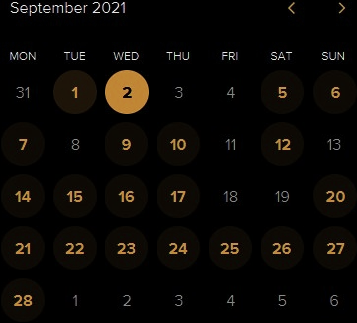 September 2021
MON TUE WED THU FRI SAT SUN
31 1 2 3 4 5 6
7 8 9 10 11 12 13
14 15 16 17 18 19 20
21 22 23 24 25 26 27
28 1 2 3 4 5 6